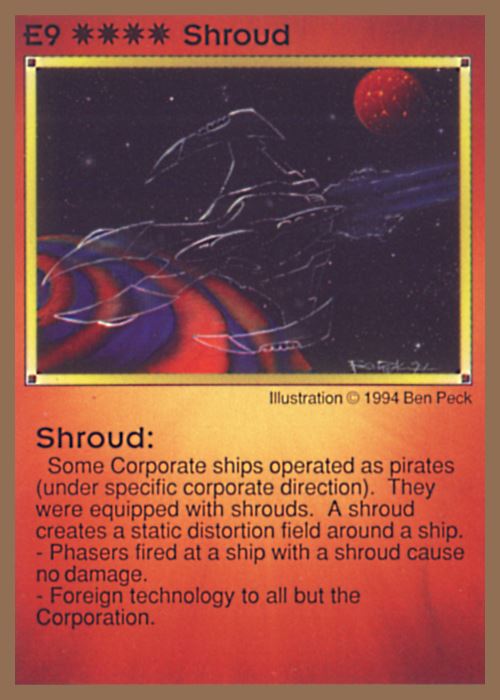 E9 ✷✷✷✷ Shroud
Illustration © 1994 Ben Peck
Shroud:
Some Corporate ships operated as pirates
(under specific corporate direction). They
were equipped with shrouds. A shroud
creates a static distortion field around a ship.
- Phasers fired at a ship with a shroud cause
no damage.
- Foreign technology to all but the
Corporation.